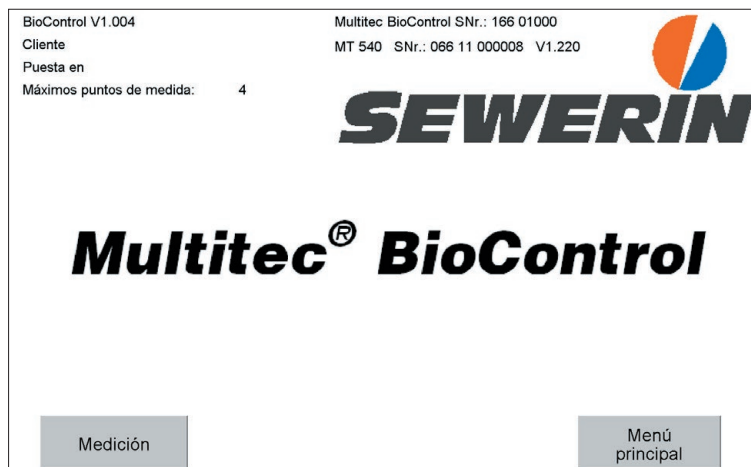 BioControl V1.004
Cliente
Puesta en
Máximos puntos de medida: 4
Multitec BioControl SNr.: 166 01000
MT 540 SNr.: 066 11 000008 V1.220
SEWERIN
Multitec® BioControl
Medición
Menú
principal